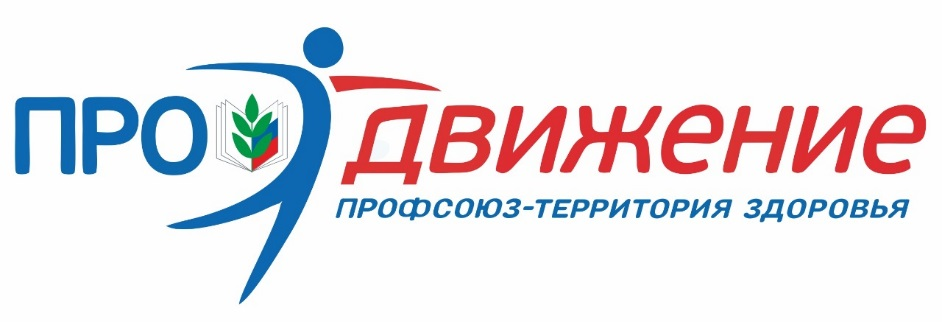 ПРО ДВИЖЕНИЕ
ПРОФСОЮЗ-ТЕРРИТОРИЯ ЗДОРОВЬЯ